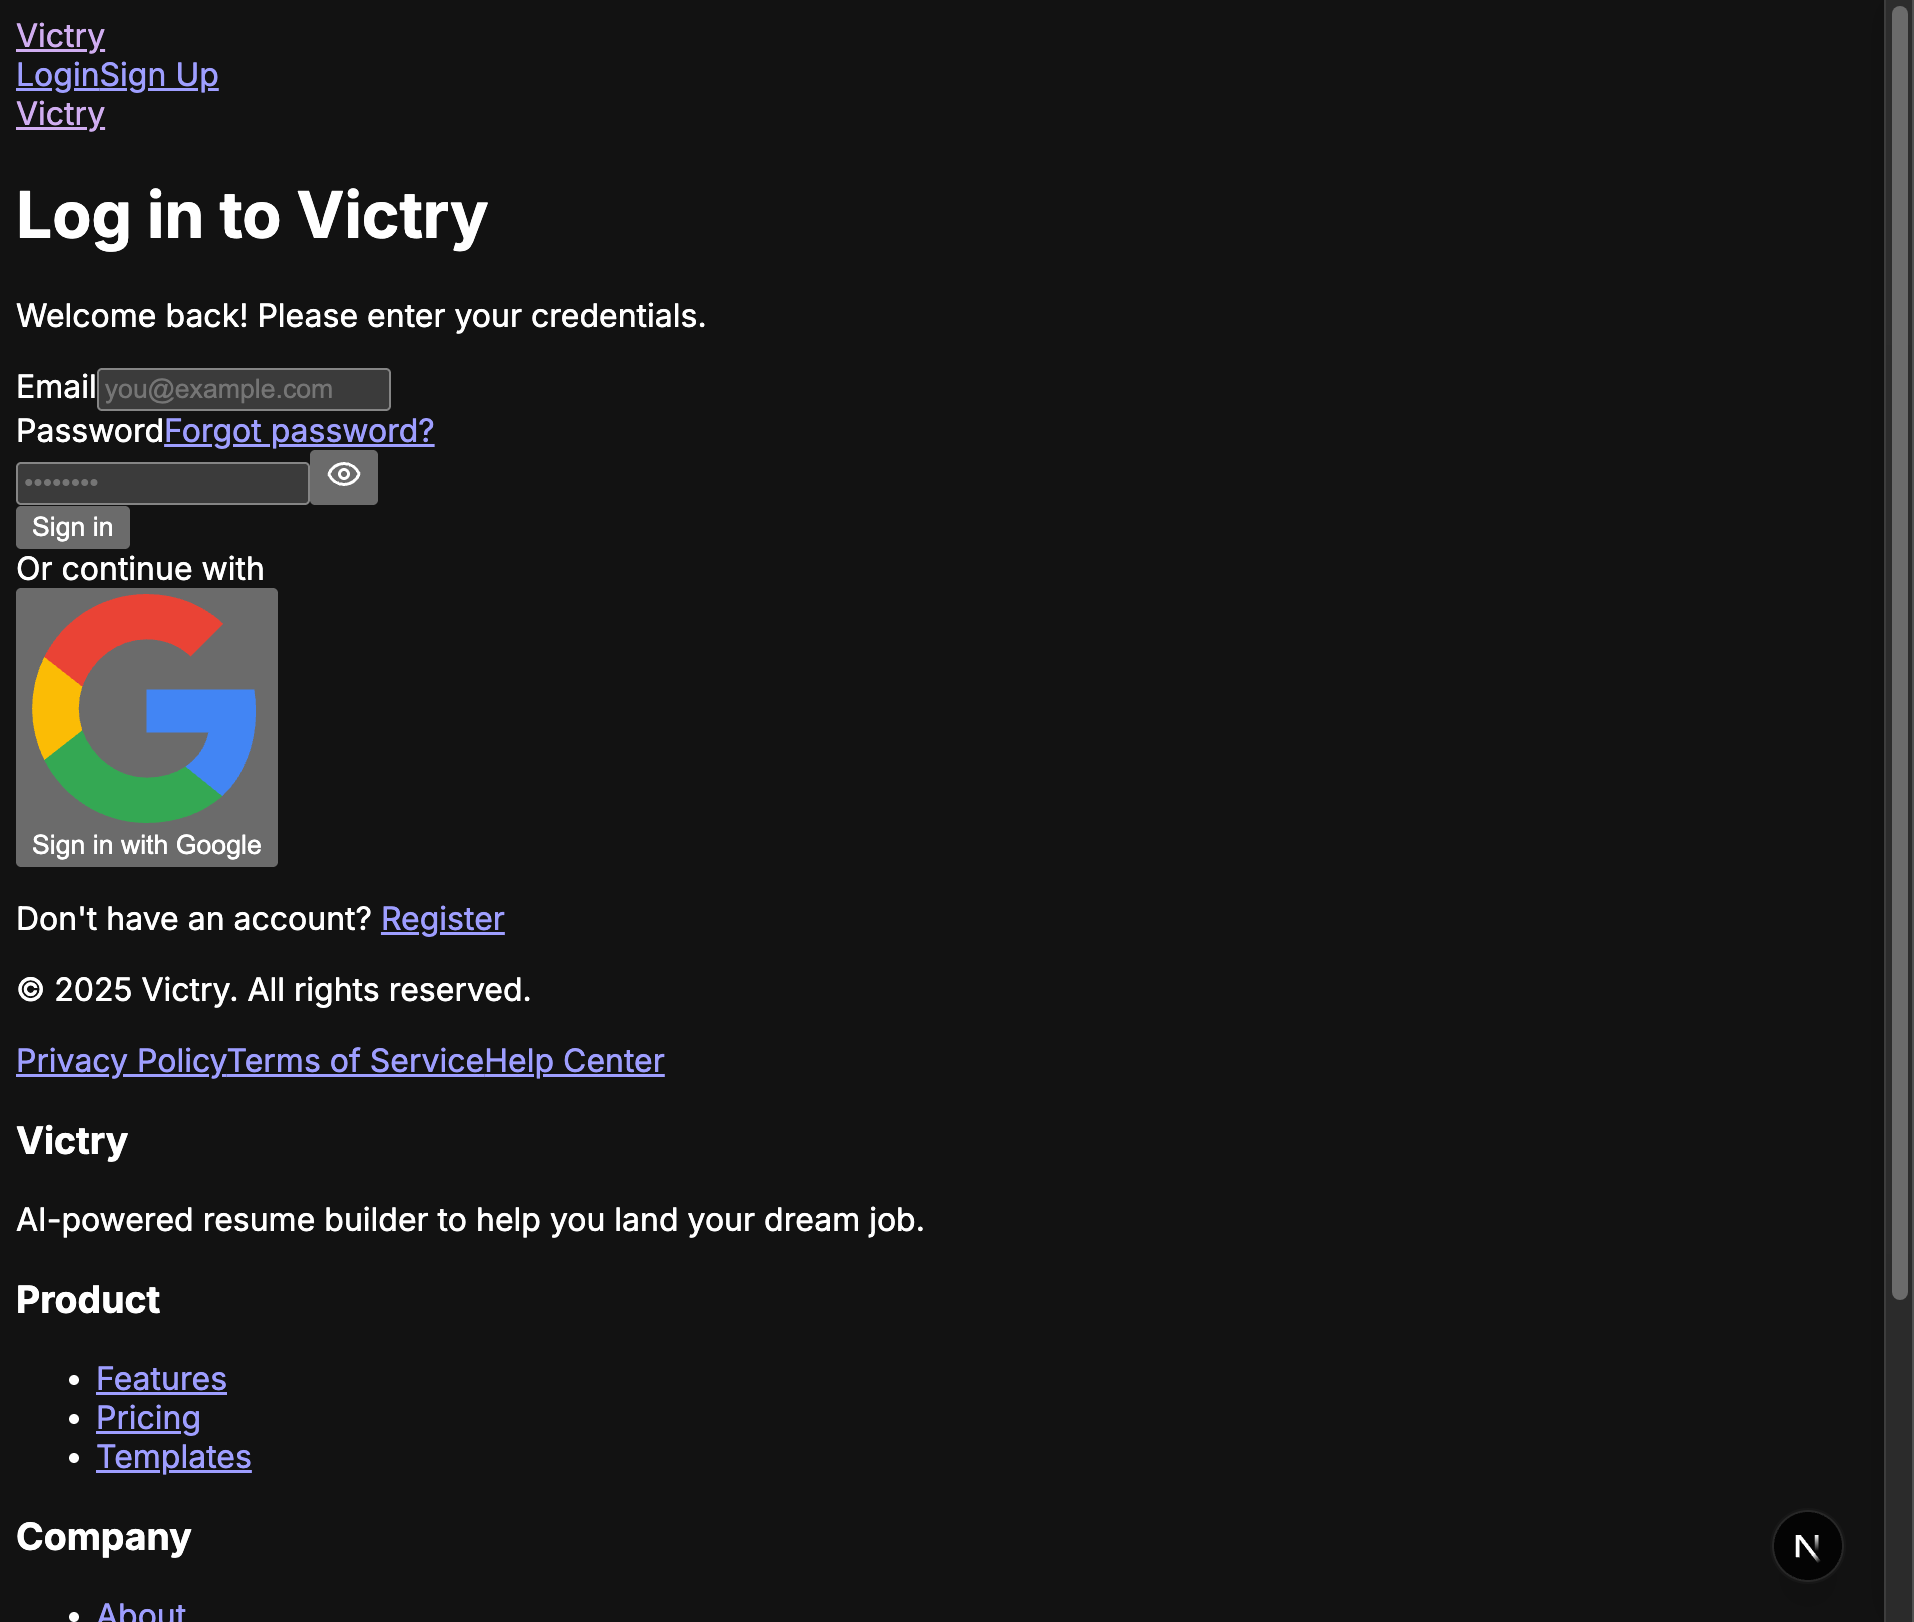 Victry
LoginSign Up
Victry
Log in to Victry
Welcome back! Please enter your credentials.
Email you@example.com
PasswordForgot password?
••••••••
Sign in
Or continue with
Sign in with Google
Don't have an account? Register
© 2025 Victry. All rights reserved.
Privacy PolicyTerms of ServiceHelp Center
Victry
AI-powered resume builder to help you land your dream job.
Product
• Features
• Pricing
• Templates
Company
N
• About